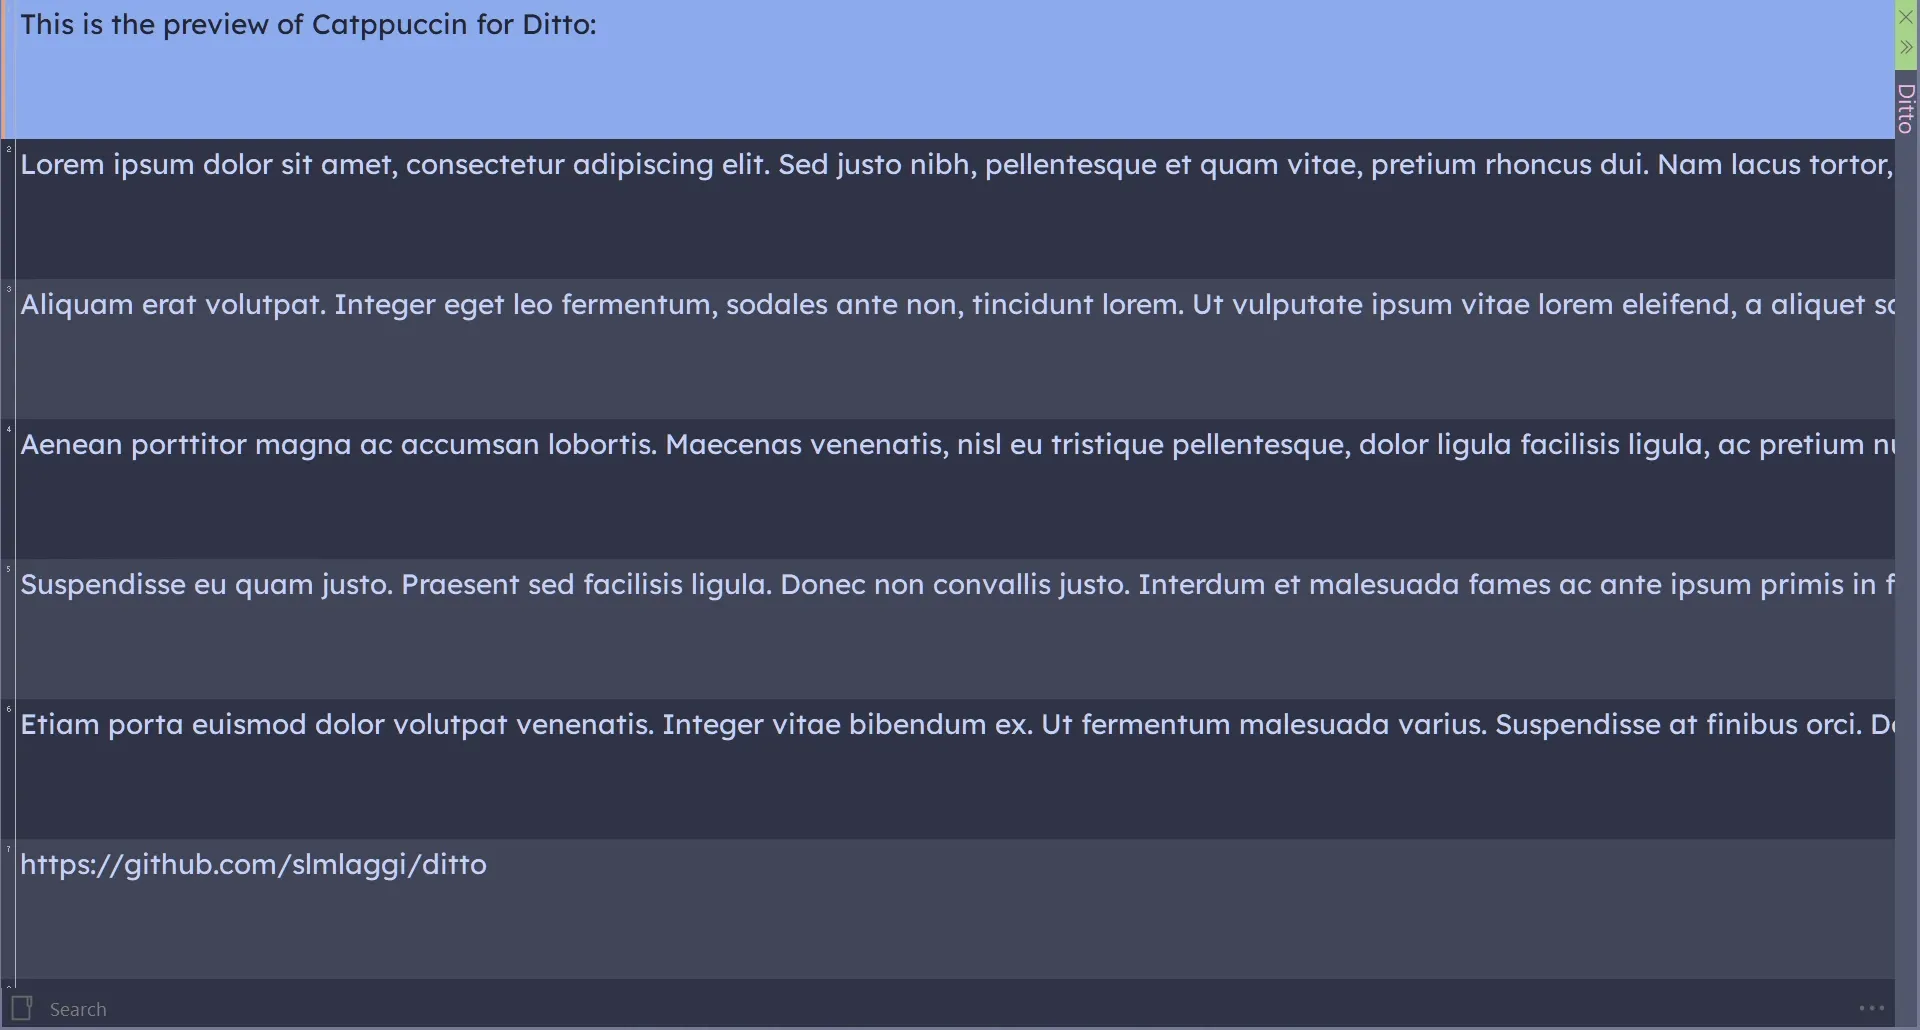 This is the preview of Catppuccin for Ditto:
Ditto
2
Lorem ipsum dolor sit amet, consectetur adipiscing elit. Sed justo nibh, pellentesque et quam vitae, pretium rhoncus dui. Nam lacus tortor,
3
Aliquam erat volutpat. Integer eget leo fermentum, sodales ante non, tincidunt lorem. Ut vulputate ipsum vitae lorem eleifend, a aliquet
4
Aenean porttitor magna ac accumsan lobortis. Maecenas venenatis, nisl eu tristique pellentesque, dolor ligula facilisis ligula, ac pretium
5
Suspendisse eu quam justo. Praesent sed facilisis ligula. Donec non convallis justo. Interdum et malesuada fames ac ante ipsum primis in f
6
Etiam porta euismod dolor volutpat venenatis. Integer vitae bibendum ex. Ut fermentum malesuada varius. Suspendisse at finibus orci.
7
https://github.com/slmlaggi/ditto
Search